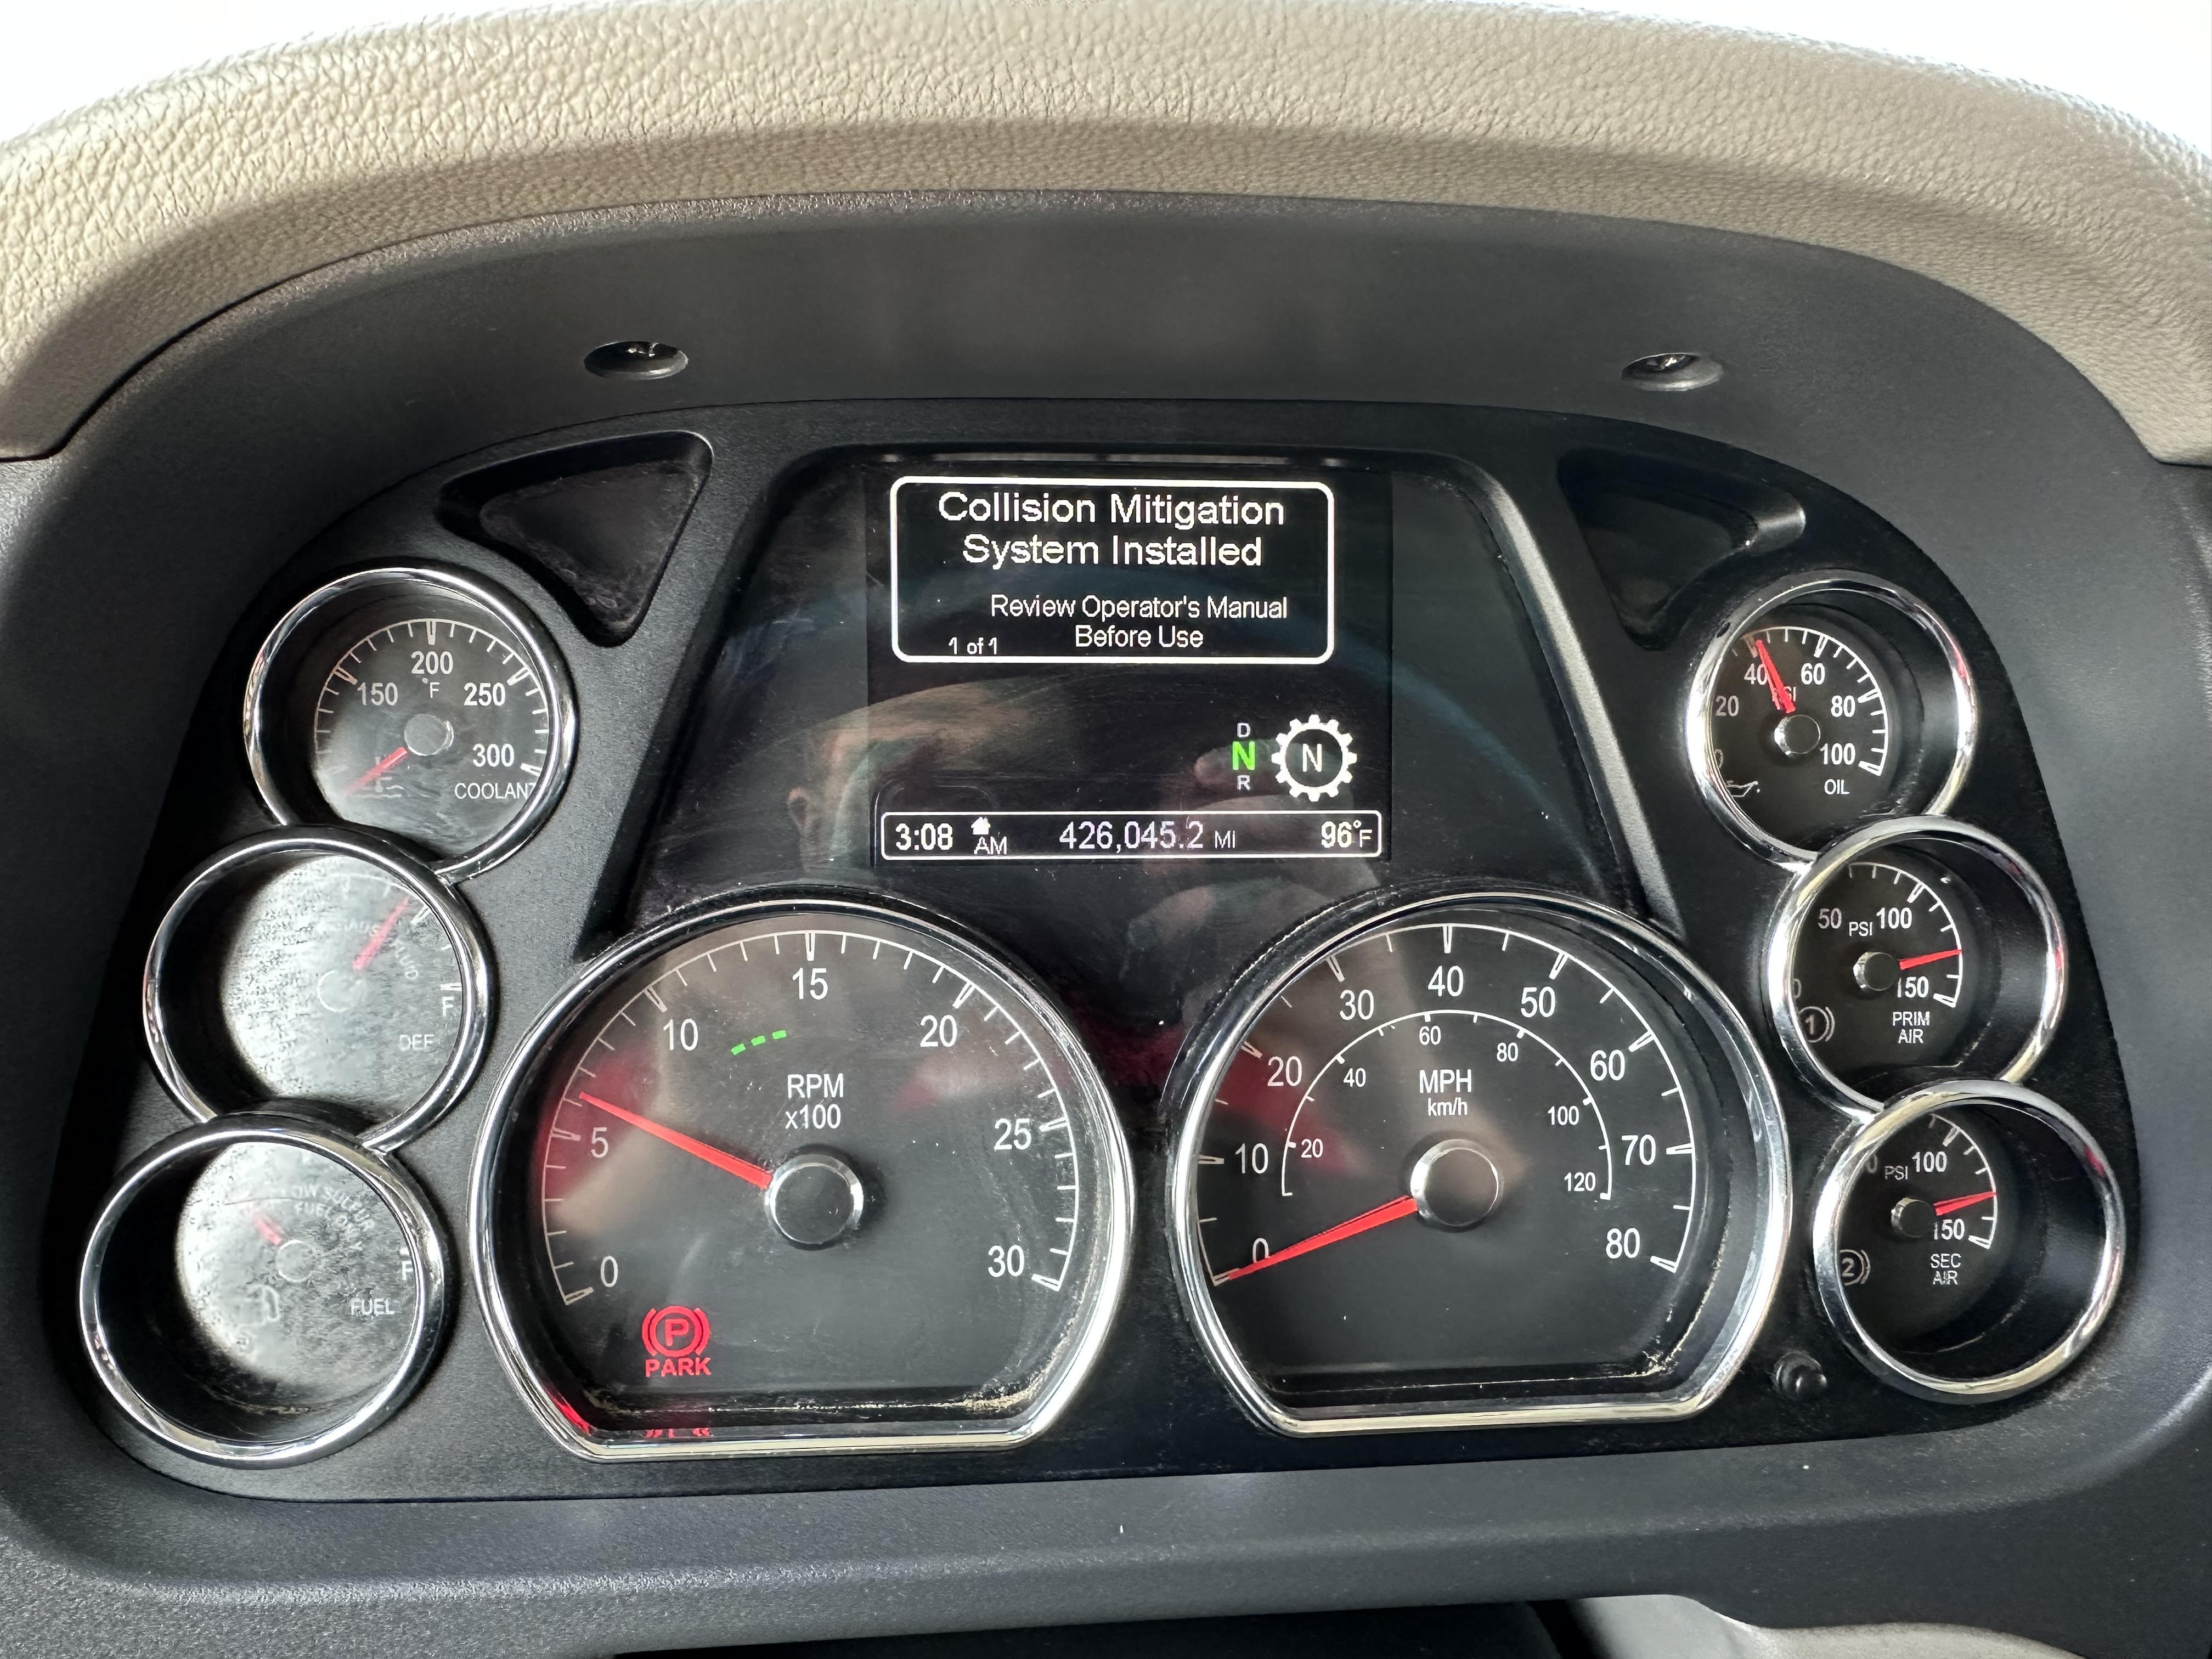 Collision Mitigation
System Installed
Review Operator's Manual
1 of 1 Before Use
D
N N
R
3:08 AM 426,045.2 MI 96°F
150 200 250 300
°F
COOLANT
20 40 60 80 100
OIL
F
DEF
50 PSI 100 150
PRIM
AIR
1
0 5 10 15 20 25 30
RPM
x100
PARK
P
0 10 20 30 40 50 60 70 80
20 40 60 80 100 120
MPH
km/h
FUEL
F
PSI 100 150
SEC
AIR
2